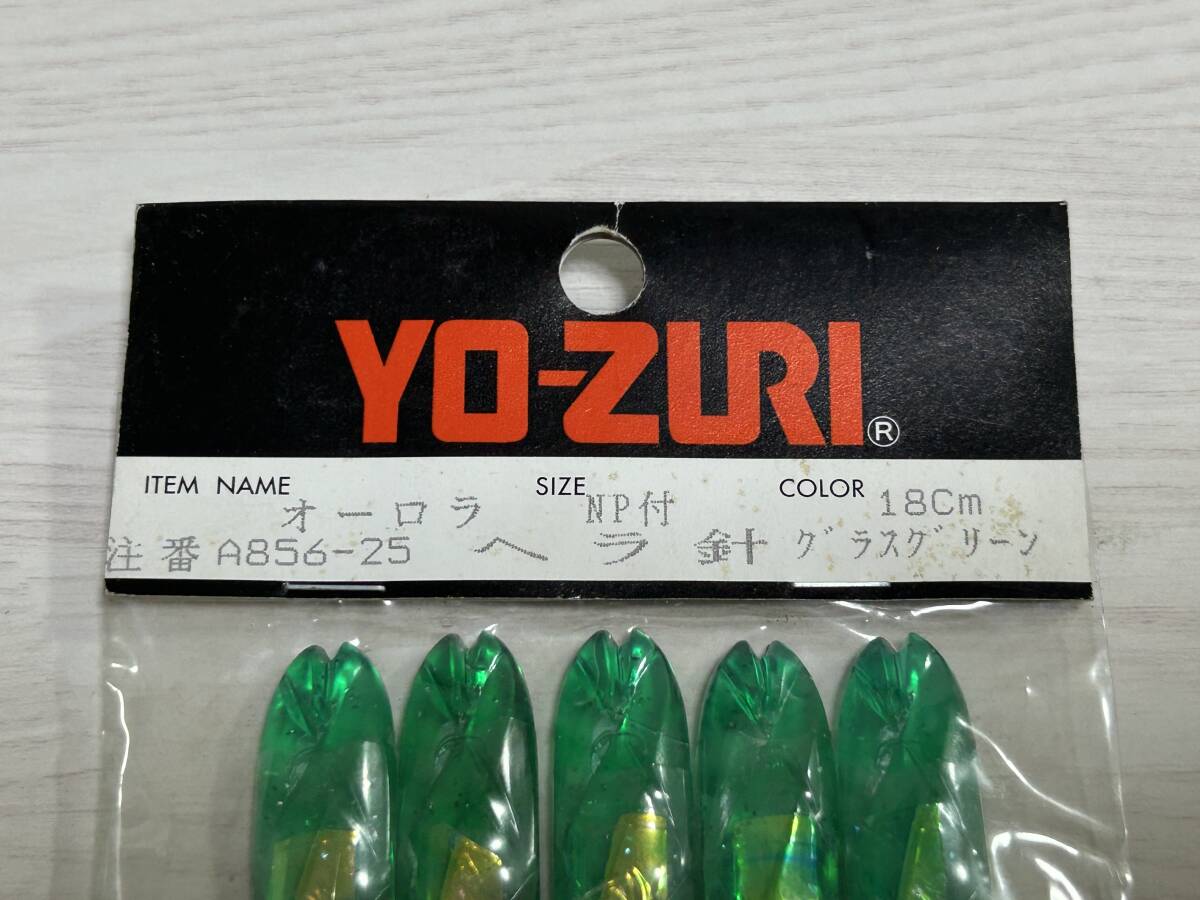 YO-ZURI®
ITEM NAME SIZE COLOR
オーロラ NP付 18Cm
注番 A856-25 ヘラ針 グラスグリーン